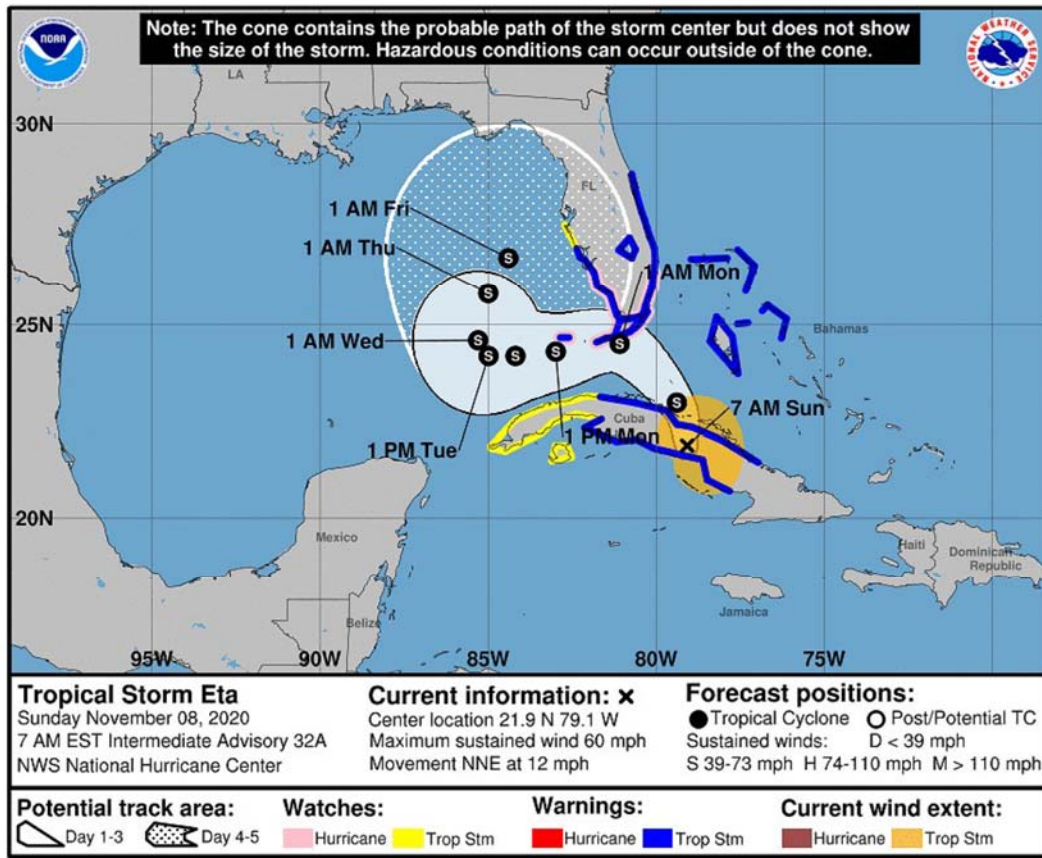 Note: The cone contains the probable path of the storm center but does not show
the size of the storm. Hazardous conditions can occur outside of the cone.
NOAA
NATIONAL WEATHER SERVICE
LA
30N
FL
1 AM Fri
1 AM Thu
1 AM Mon
25N
1 AM Wed
Bahamas
7 AM Sun
Cuba
1 PM Mon
1 PM Tue
20N
Mexico
Haiti
Dominican
Republic
Jamaica
Belize
95W 90W 85W 80W 75W
S
S
S
S
S
S
S
S
Tropical Storm Eta
Sunday November 08, 2020
7 AM EST Intermediate Advisory 32A
NWS National Hurricane Center
Current information: x
Center location 21.9 N 79.1 W
Maximum sustained wind 60 mph
Movement NNE at 12 mph
Forecast positions:
Tropical Cyclone Post/Potential TC
Sustained winds: D < 39 mph
S 39-73 mph H 74-110 mph M > 110 mph
Potential track area:
Day 1-3 Day 4-5
Watches:
Hurricane Trop Stm
Warnings:
Hurricane Trop Stm
Current wind extent:
Hurricane Trop Stm